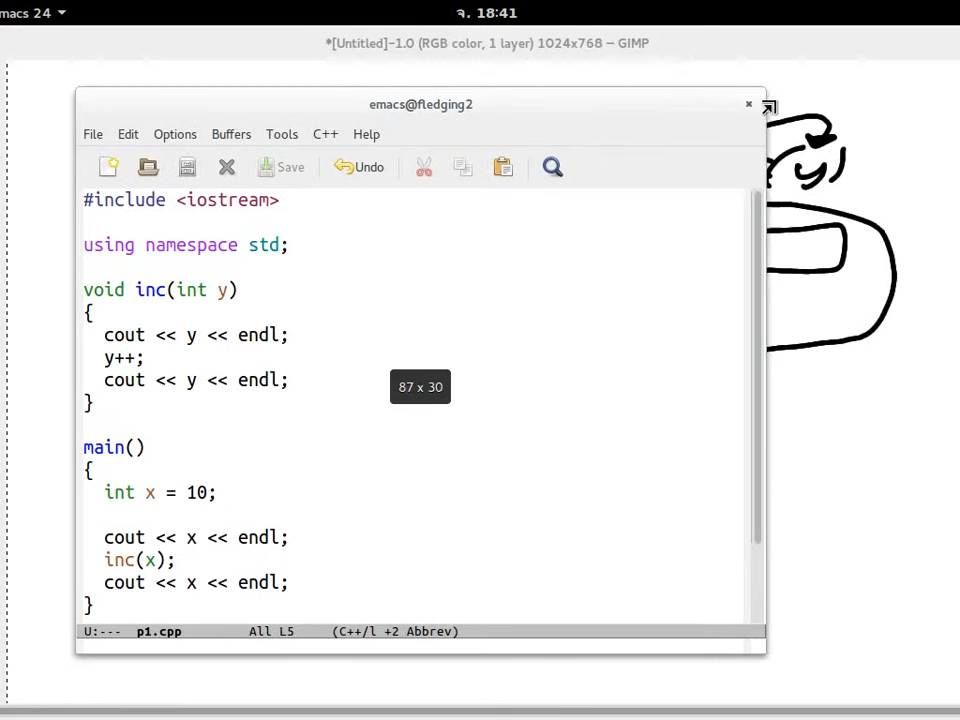 macs 24
จ. 18:41
*[Untitled]-1.0 (RGB color, 1 layer) 1024x768 – GIMP
emacs@fledging2
File Edit Options Buffers Tools C++ Help
Save Undo
#include <iostream>
using namespace std;
void inc(int y)
{
cout << y << endl;
y++;
cout << y << endl;
}
87 x 30
main()
{
int x = 10;
cout << x << endl;
inc(x);
cout << x << endl;
}
U:--- p1.cpp All L5 (C++/l +2 Abbrev)
y)